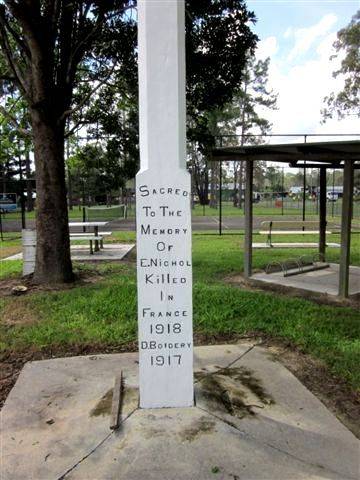 Sacred
To The
Memory
Of
E.Nichol
Killed
In
France
1918
D.Boidery
1917